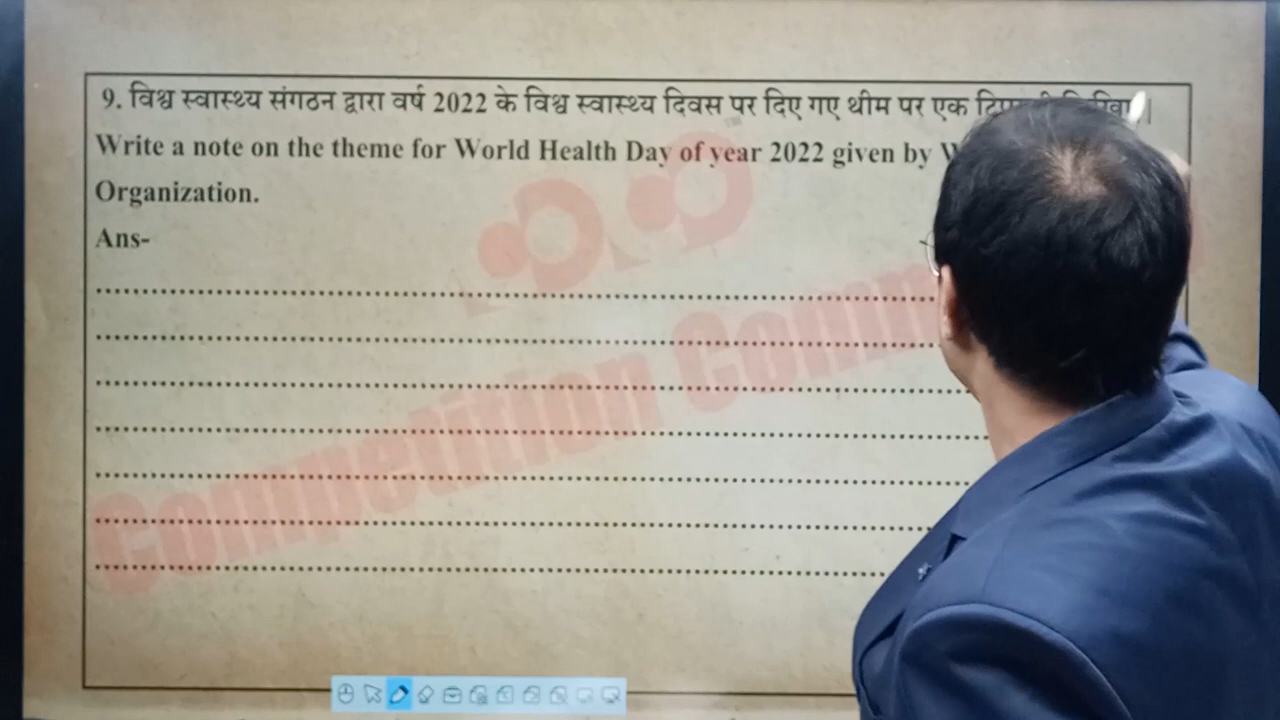 9. विश्व स्वास्थ्य संगठन द्वारा वर्ष 2022 के विश्व स्वास्थ्य दिवस पर दिए गए थीम पर एक
Write a note on the theme for World Health Day of year 2022 given by
Organization.
Ans-
Competition